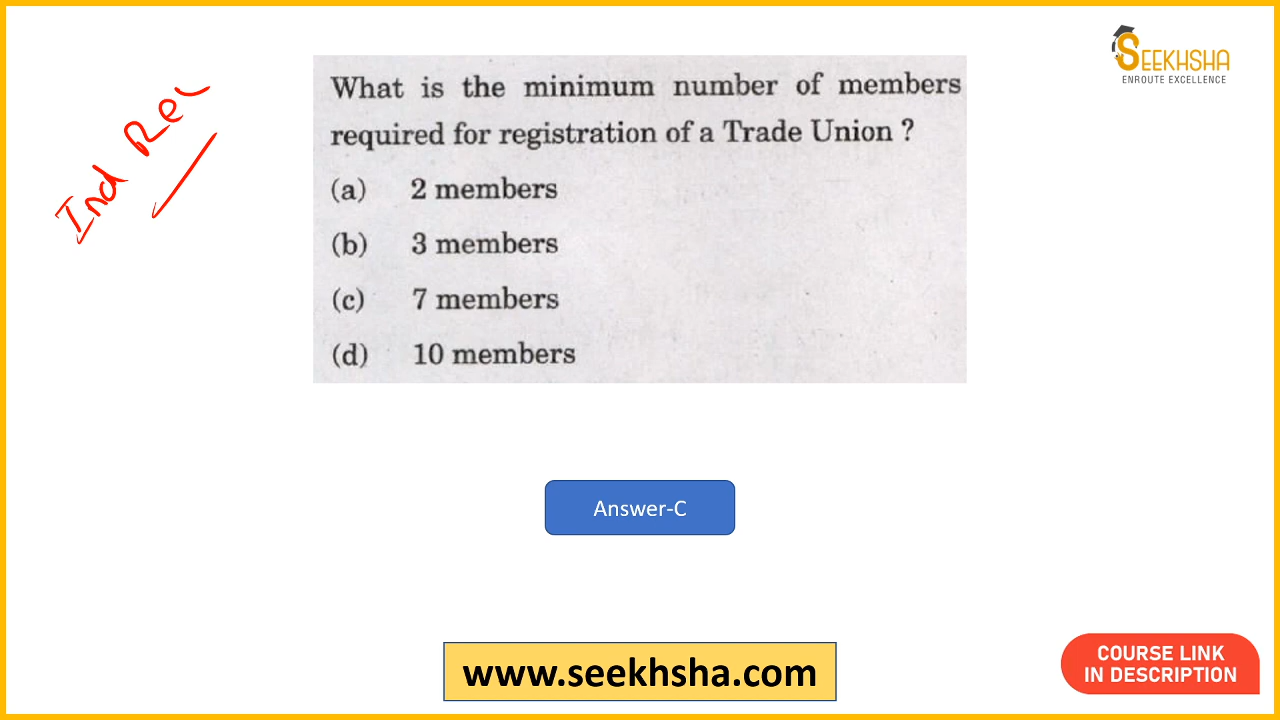 SEEKHSHA
ENROUTE EXCELLENCE
Ind Rel
What is the minimum number of members
required for registration of a Trade Union ?
(a) 2 members
(b) 3 members
(c) 7 members
(d) 10 members
Answer-C
www.seekhsha.com
COURSE LINK
IN DESCRIPTION